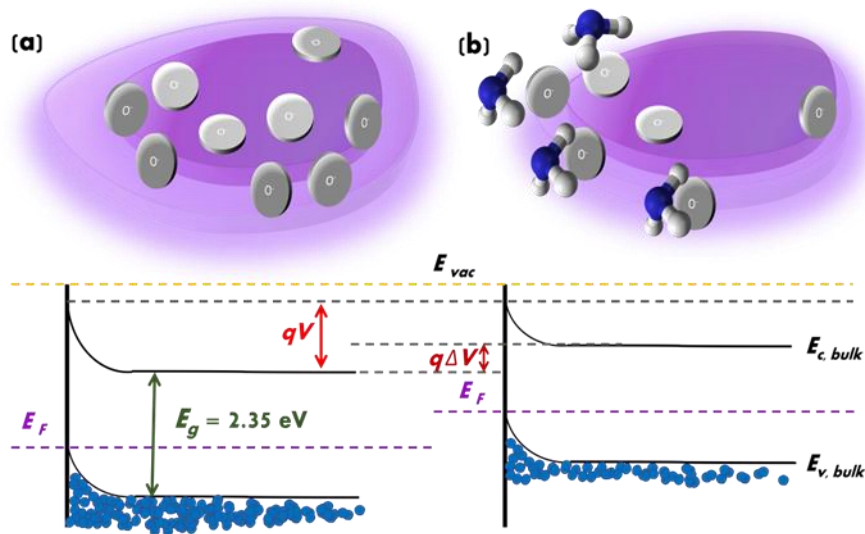 (a)
(b)
O⁻
O⁻
O⁻
O⁻
O⁻
O⁻
O⁻
O⁻
O⁻
O⁻
O⁻
O⁻
O⁻
O⁻
E vac
qV
qΔV
E c, bulk
E F
E g = 2.35 eV
E F
E v, bulk